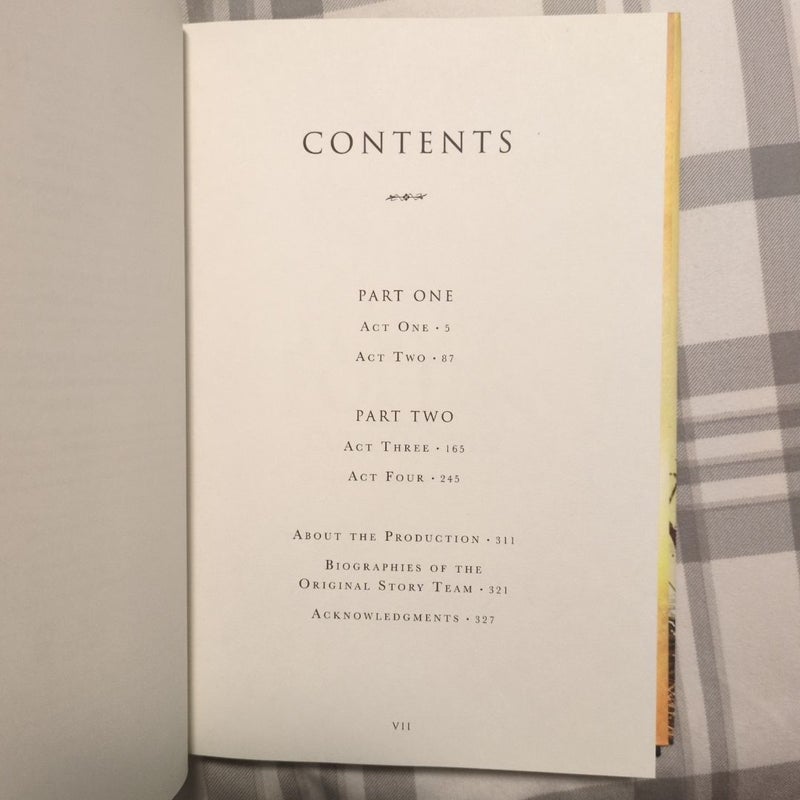 CONTENTS
PART ONE
ACT ONE • 5
ACT TWO • 87
PART TWO
ACT THREE • 165
ACT FOUR • 245
ABOUT THE PRODUCTION • 311
BIOGRAPHIES OF THE
ORIGINAL STORY TEAM • 321
ACKNOWLEDGMENTS • 327
VII